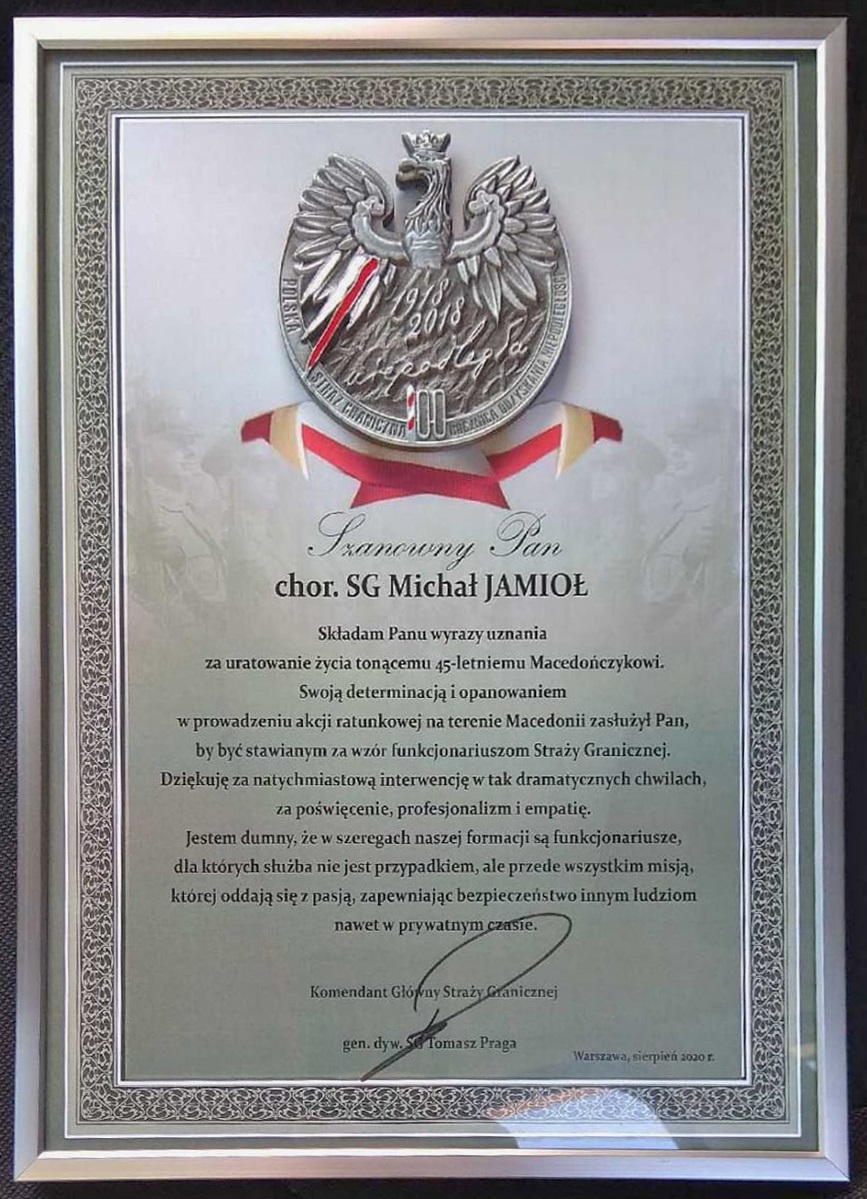 1918
2018
niepodległa
POLSKA
STRAŻ GRANICZNA
100
ROCZNICA ODZYSKANIA NIEPODLEGŁOŚCI
Szanowny Pan
chor. SG Michał JAMIOŁ
Składam Panu wyrazy uznania
za uratowanie życia tonącemu 45-letniemu Macedończykowi.
Swoją determinacją i opanowaniem
w prowadzeniu akcji ratunkowej na terenie Macedonii zasłużył Pan,
by być stawianym za wzór funkcjonariuszom Straży Granicznej.
Dziękuję za natychmiastową interwencję w tak dramatycznych chwilach,
za poświęcenie, profesjonalizm i empatię.
Jestem dumny, że w szeregach naszej formacji są funkcjonariusze,
dla których służba nie jest przypadkiem, ale przede wszystkim misją,
której oddają się z pasją, zapewniając bezpieczeństwo innym ludziom
nawet w prywatnym czasie.
Komendant Główny Straży Granicznej
gen. dyw. SG Tomasz Praga
Warszawa, sierpień 2020 r.